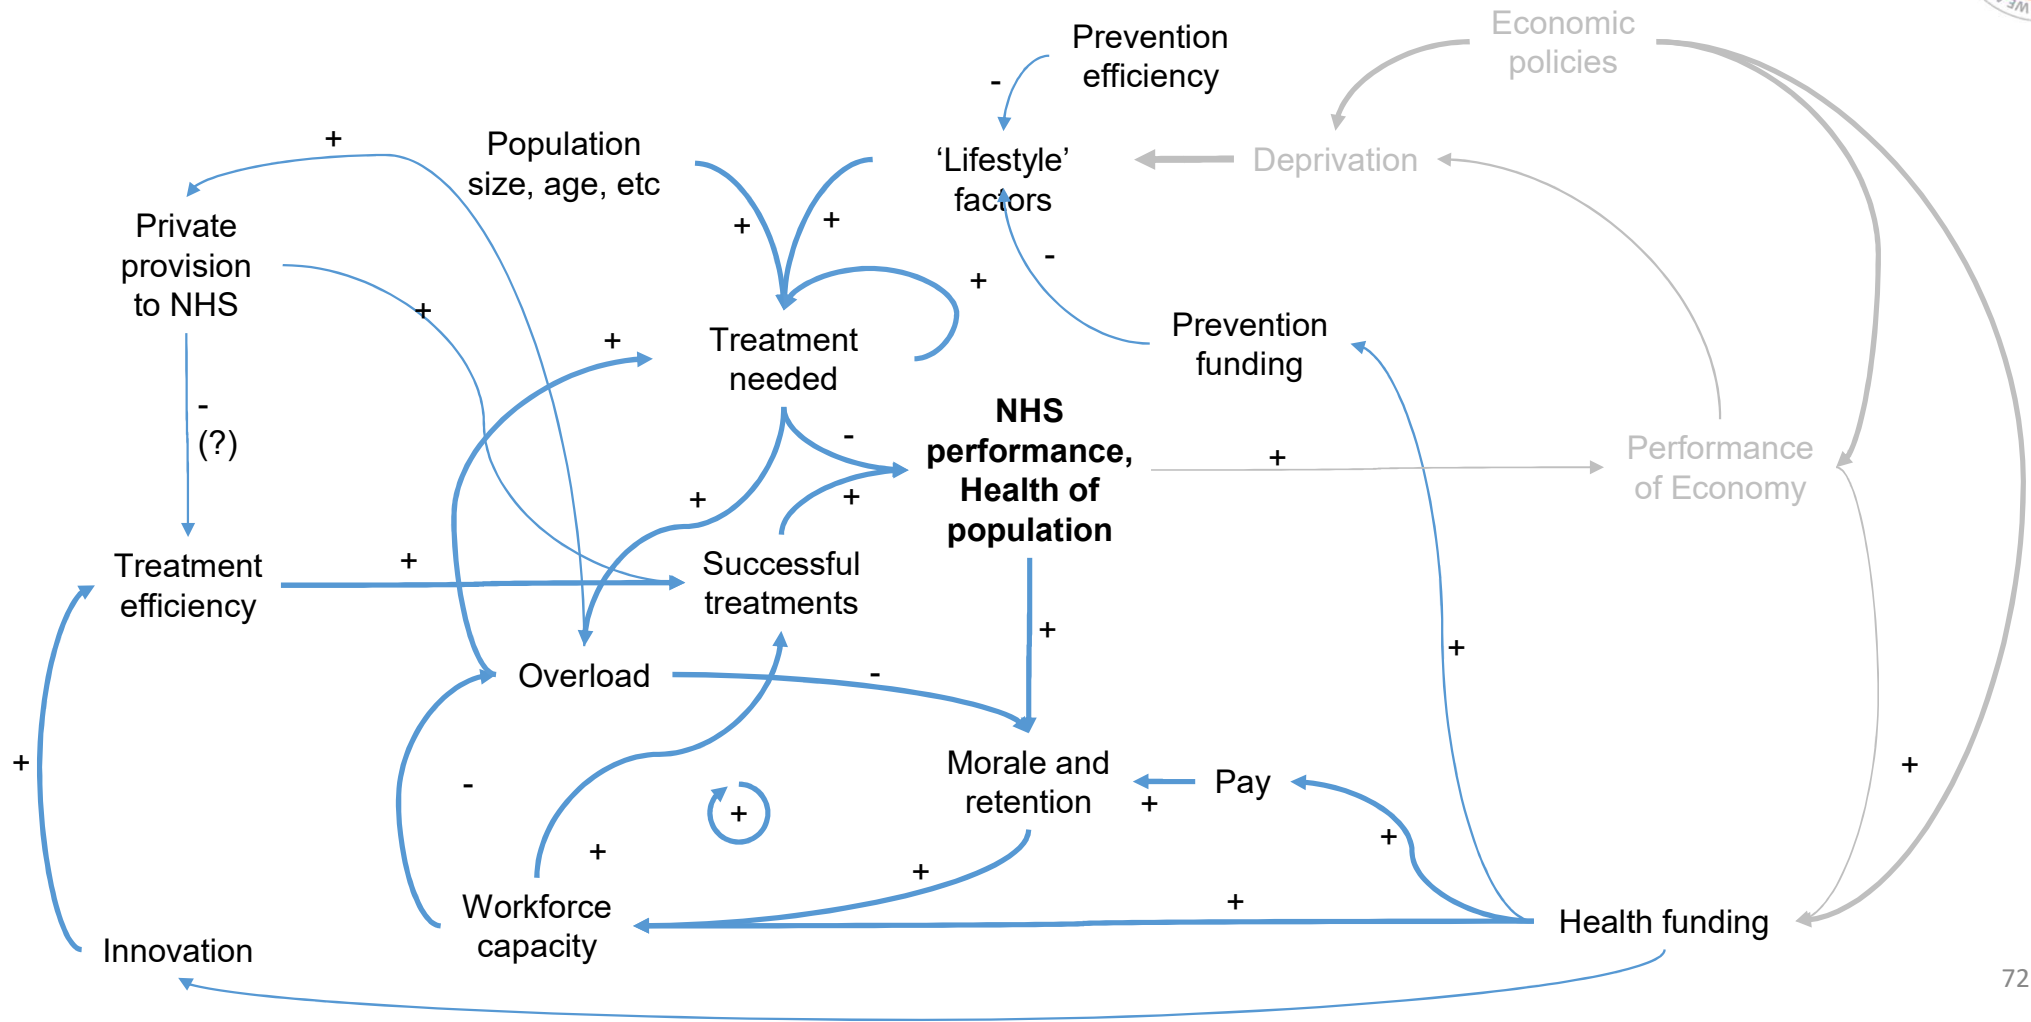 WE
Economic
policies
Prevention
efficiency
-
+
Population
size, age, etc
‘Lifestyle’
factors
Deprivation
Private
provision
to NHS
+
+
-
+
+
Treatment
needed
+
Prevention
funding
-
(?)
NHS
performance,
Health of
population
-
+
+
+
Performance
of Economy
Treatment
efficiency
+
Successful
treatments
+
+
Overload
-
+
-
Morale and
retention
Pay
+
+
+
+
+
+
+
Workforce
capacity
Health funding
Innovation
72